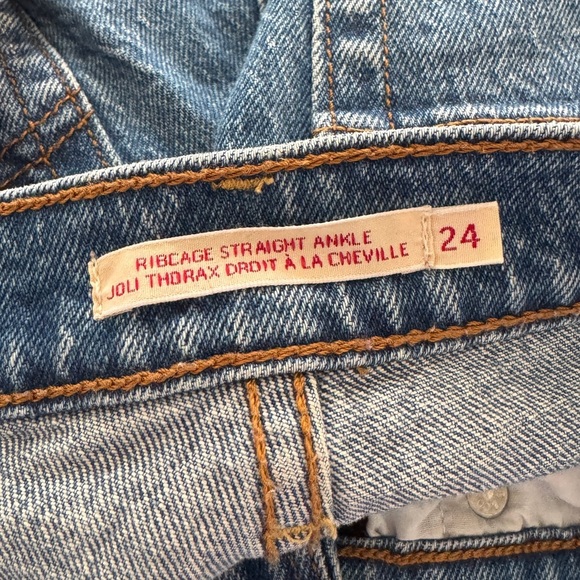 RIBCAGE STRAIGHT ANKLE
JOLI THORAX DROIT À LA CHEVILLE
24